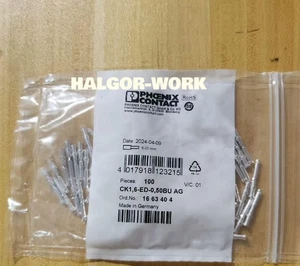 HALGOR-WORK
PHOENIX
CONTACT
RoHS
Date: 2024-04-09
4 017918 123215
Pieces: 100
V/C: 01
CK1,6-ED-0,50BU AG
Ord.No.: 16 63 40 4
Made in Germany